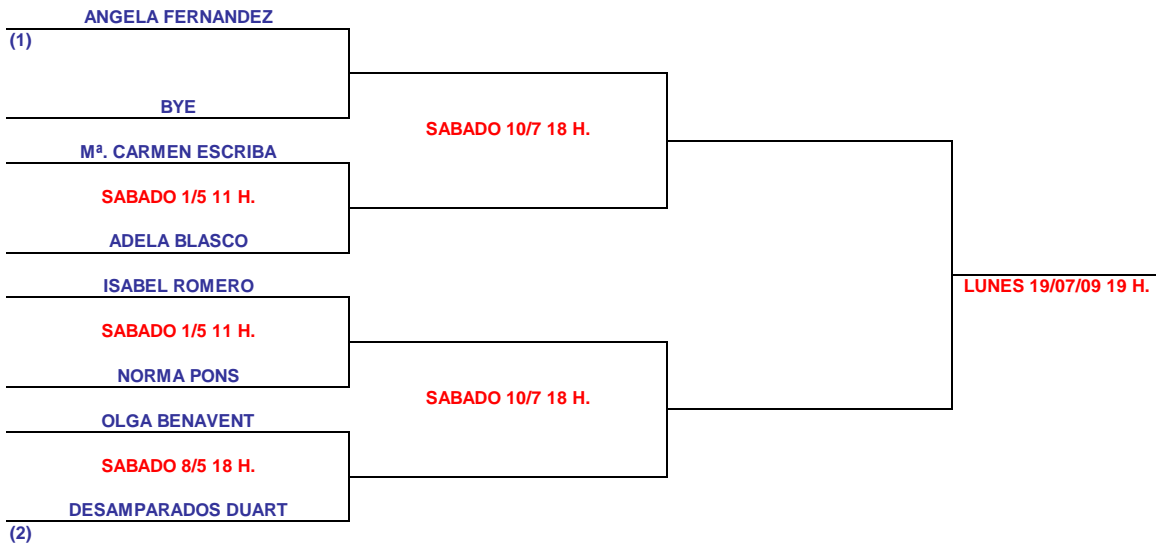 ANGELA FERNANDEZ
(1)
BYE
SABADO 10/7 18 H.
Mª. CARMEN ESCRIBA
SABADO 1/5 11 H.
ADELA BLASCO
ISABEL ROMERO
LUNES 19/07/09 19 H.
SABADO 1/5 11 H.
NORMA PONS
SABADO 10/7 18 H.
OLGA BENAVENT
SABADO 8/5 18 H.
DESAMPARADOS DUART
(2)